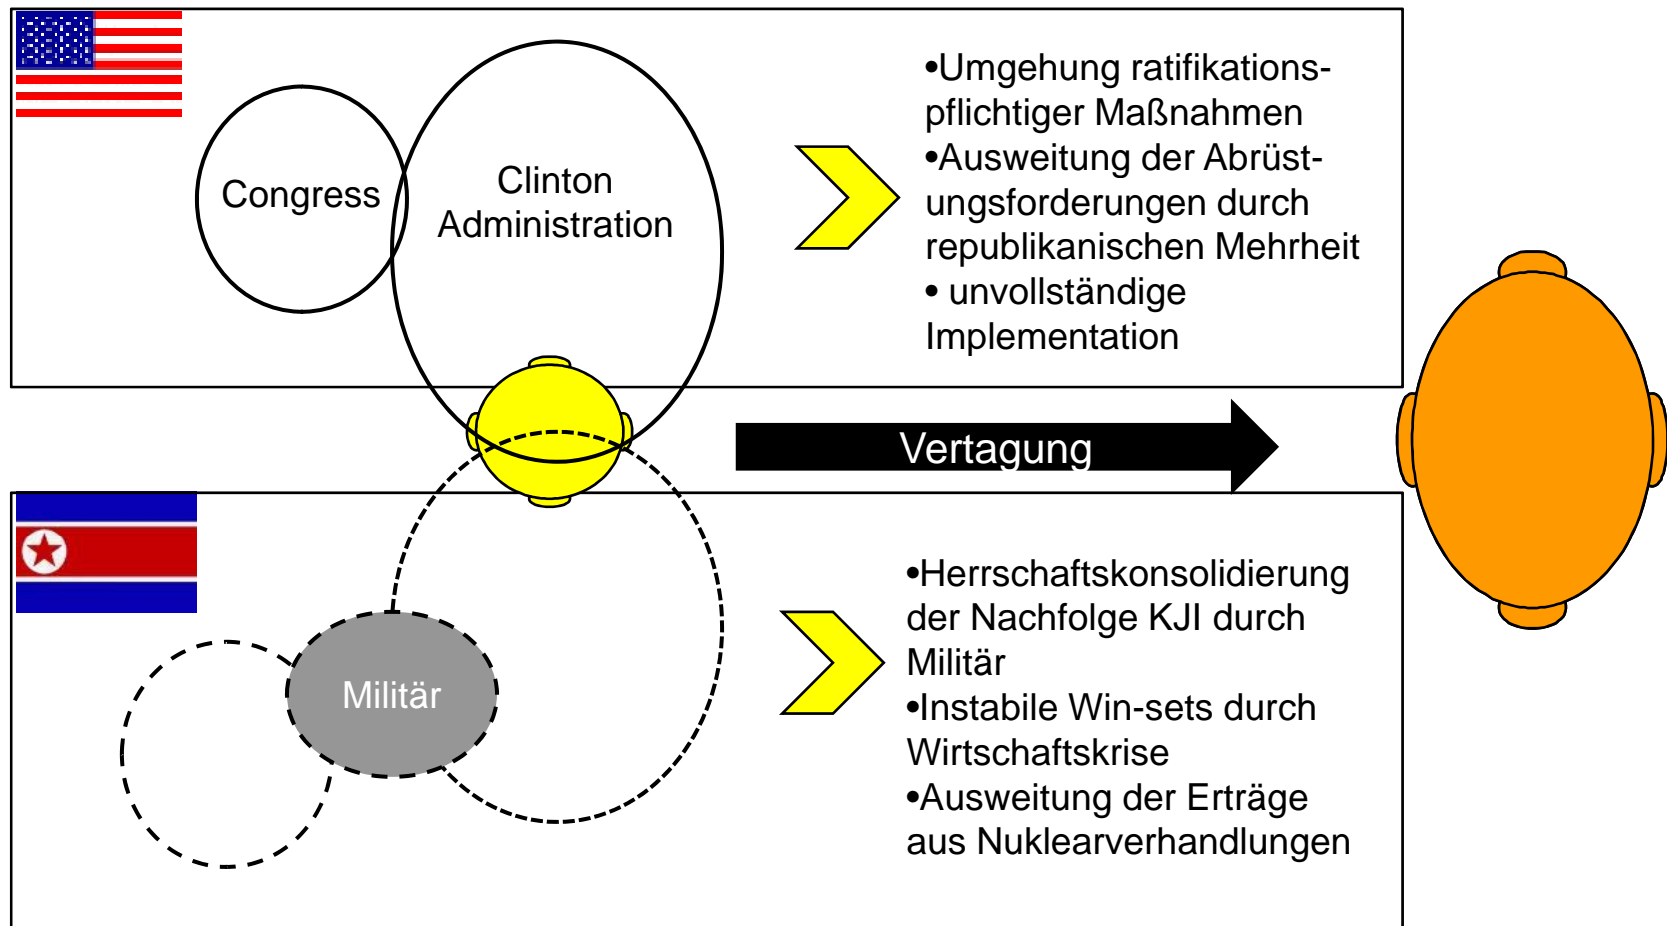 Congress
Clinton
Administration
•Umgehung ratifikations-
pflichtiger Maßnahmen
•Ausweitung der Abrüst-
ungsforderungen durch
republikanischen Mehrheit
• unvollständige
Implementation
Vertagung
Militär
•Herrschaftskonsolidierung
der Nachfolge KJI durch
Militär
•Instabile Win-sets durch
Wirtschaftskrise
•Ausweitung der Erträge
aus Nuklearverhandlungen